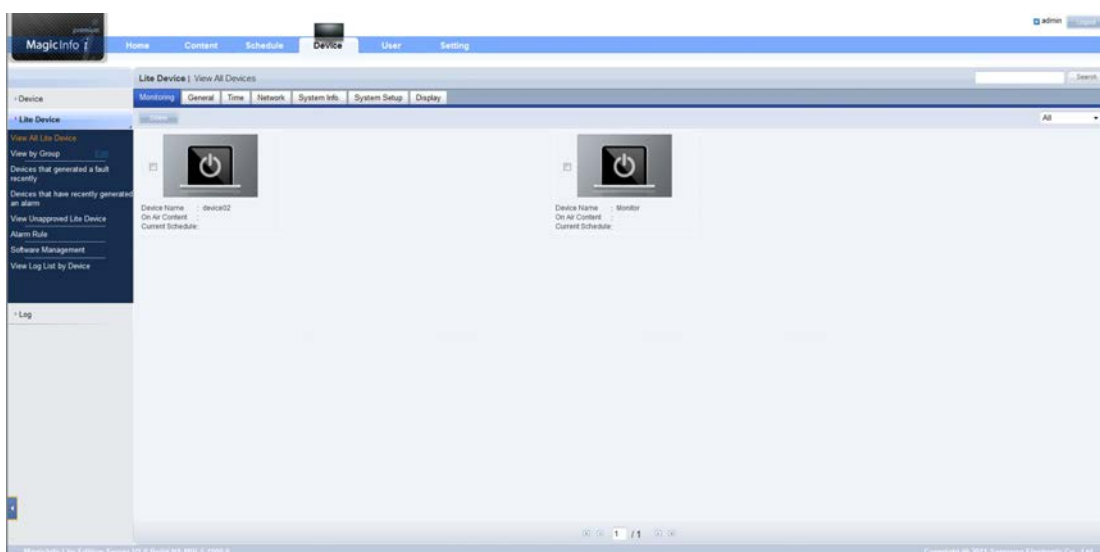 premium
admin
MagicInfo i
Home Content Schedule Device User Setting
Lite Device | View All Devices
Search
Device
Monitoring General Time Network System Info. System Setup Display
Lite Device
All
View All Lite Device
View by Group
Devices that generated a fault
recently
Devices that have recently generated
an alarm
View Unapproved Lite Device
Alarm Rule
Software Management
View Log List by Device
Log
Device Name : device02
On Air Content :
Current Schedule:
Device Name : Monitor
On Air Content :
Current Schedule:
1 / 1